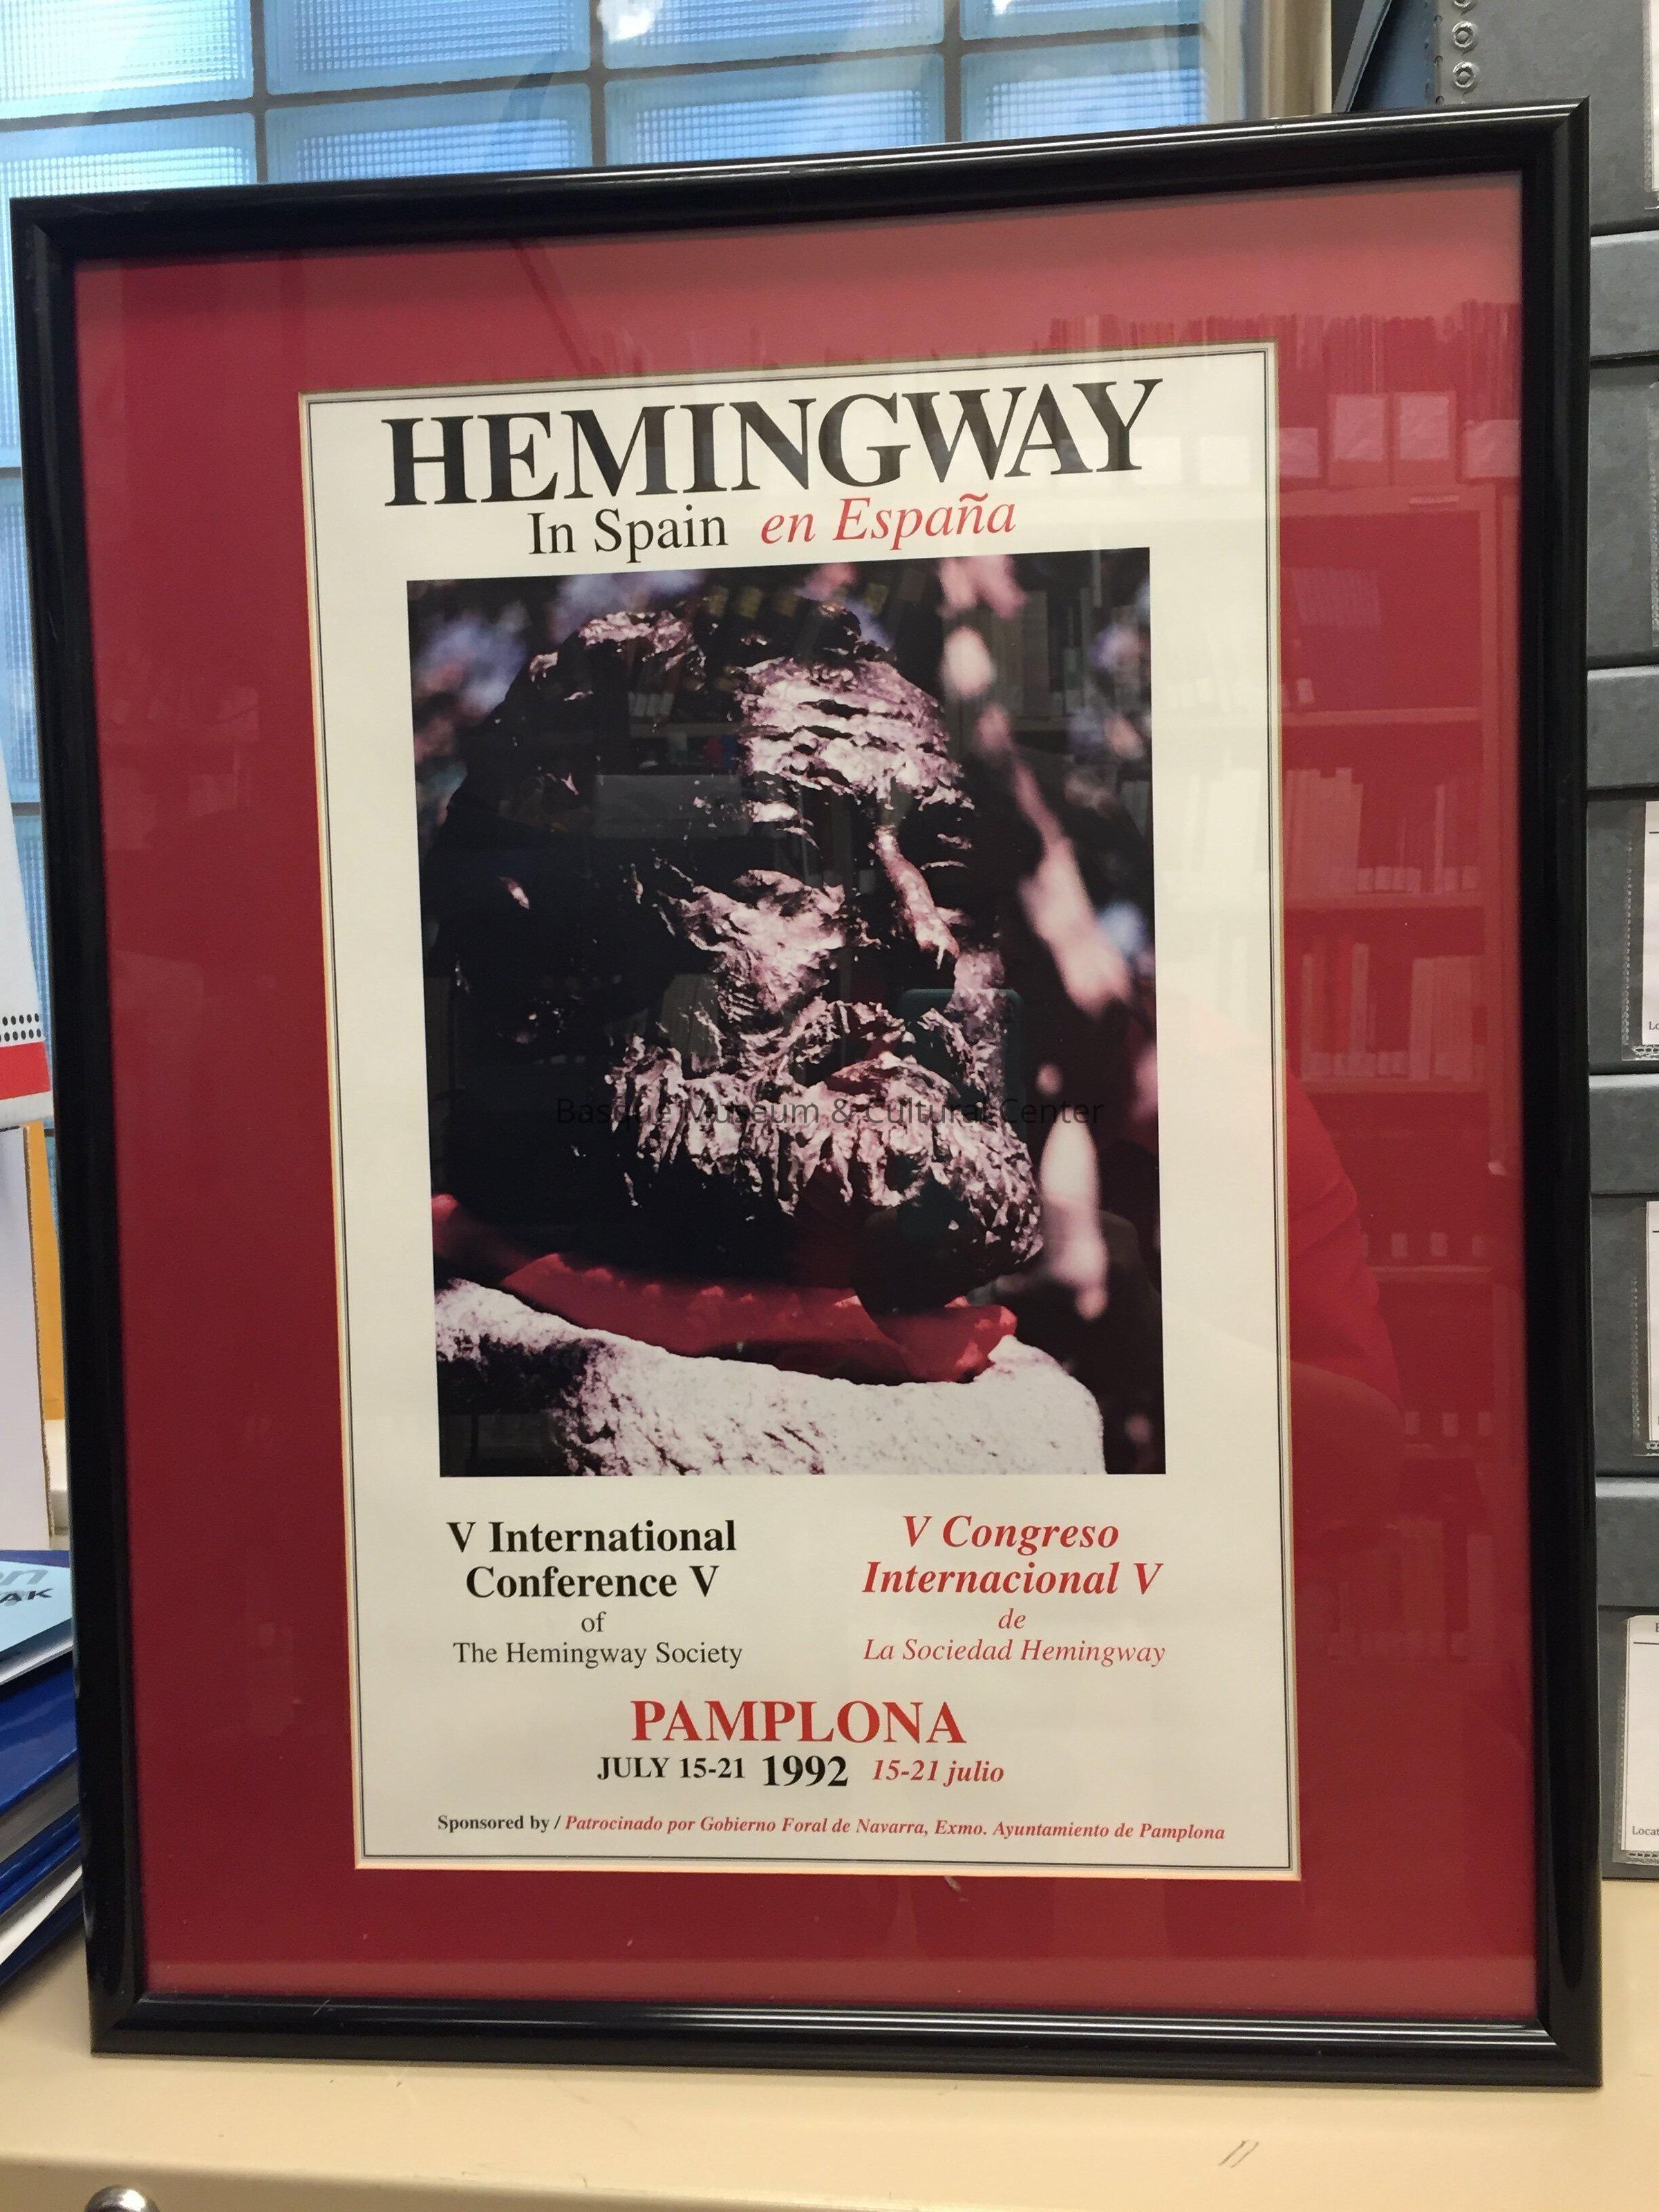 HEMINGWAY
In Spain en España
Basque Museum & Cultural Center
V International
Conference V
of
The Hemingway Society
V Congreso
Internacional V
de
La Sociedad Hemingway
PAMPLONA
JULY 15-21 1992 15-21 julio
Sponsored by / Patrocinado por Gobierno Foral de Navarra, Exmo. Ayuntamiento de Pamplona